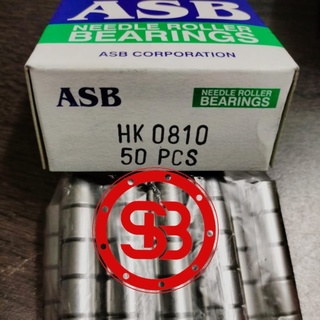 ASB
NEEDLE ROLLER
BEARINGS
ASB CORPORATION
ASB
NEEDLE ROLLER
BEARINGS
HK 0810
50 PCS
SB